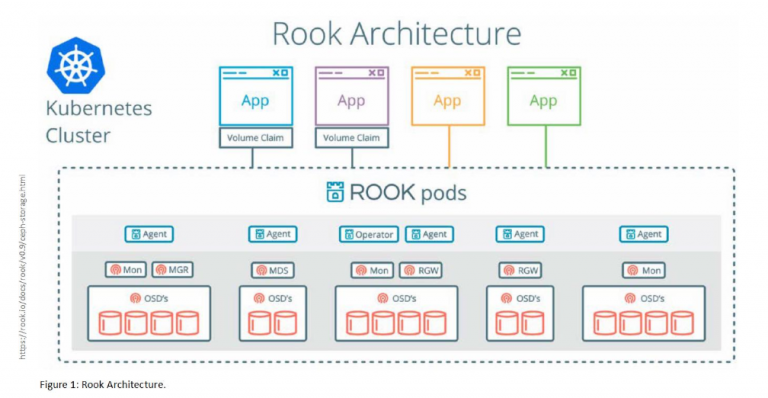 Rook Architecture
Kubernetes
Cluster
App
App
App
App
Volume Claim
Volume Claim
ROOK pods
Agent
Agent
Operator
Agent
Agent
Agent
Mon
MGR
MDS
Mon
RGW
RGW
Mon
OSD's
OSD's
OSD's
OSD's
OSD's
https://rook.io/docs/rook/v0.9/ceph-storage.html
Figure 1: Rook Architecture.